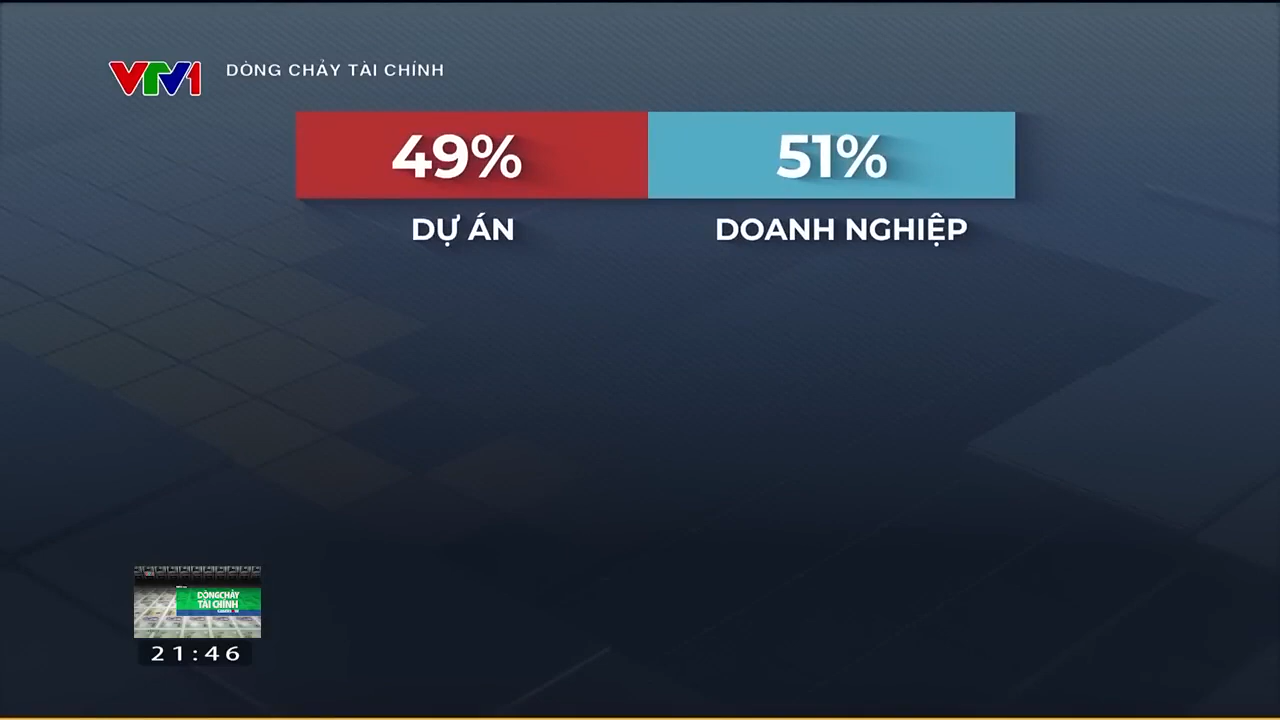 VTV1
DÒNG CHẢY TÀI CHÍNH
49%
51%
DỰ ÁN
DOANH NGHIỆP
DÒNG CHẢY
TÀI CHÍNH
21:46